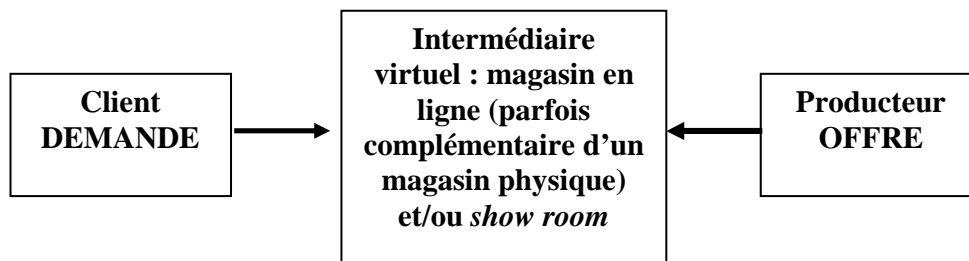 Client
DEMANDE
Intermédiaire
virtuel : magasin en
ligne (parfois
complémentaire d'un
magasin physique)
et/ou show room
Producteur
OFFRE